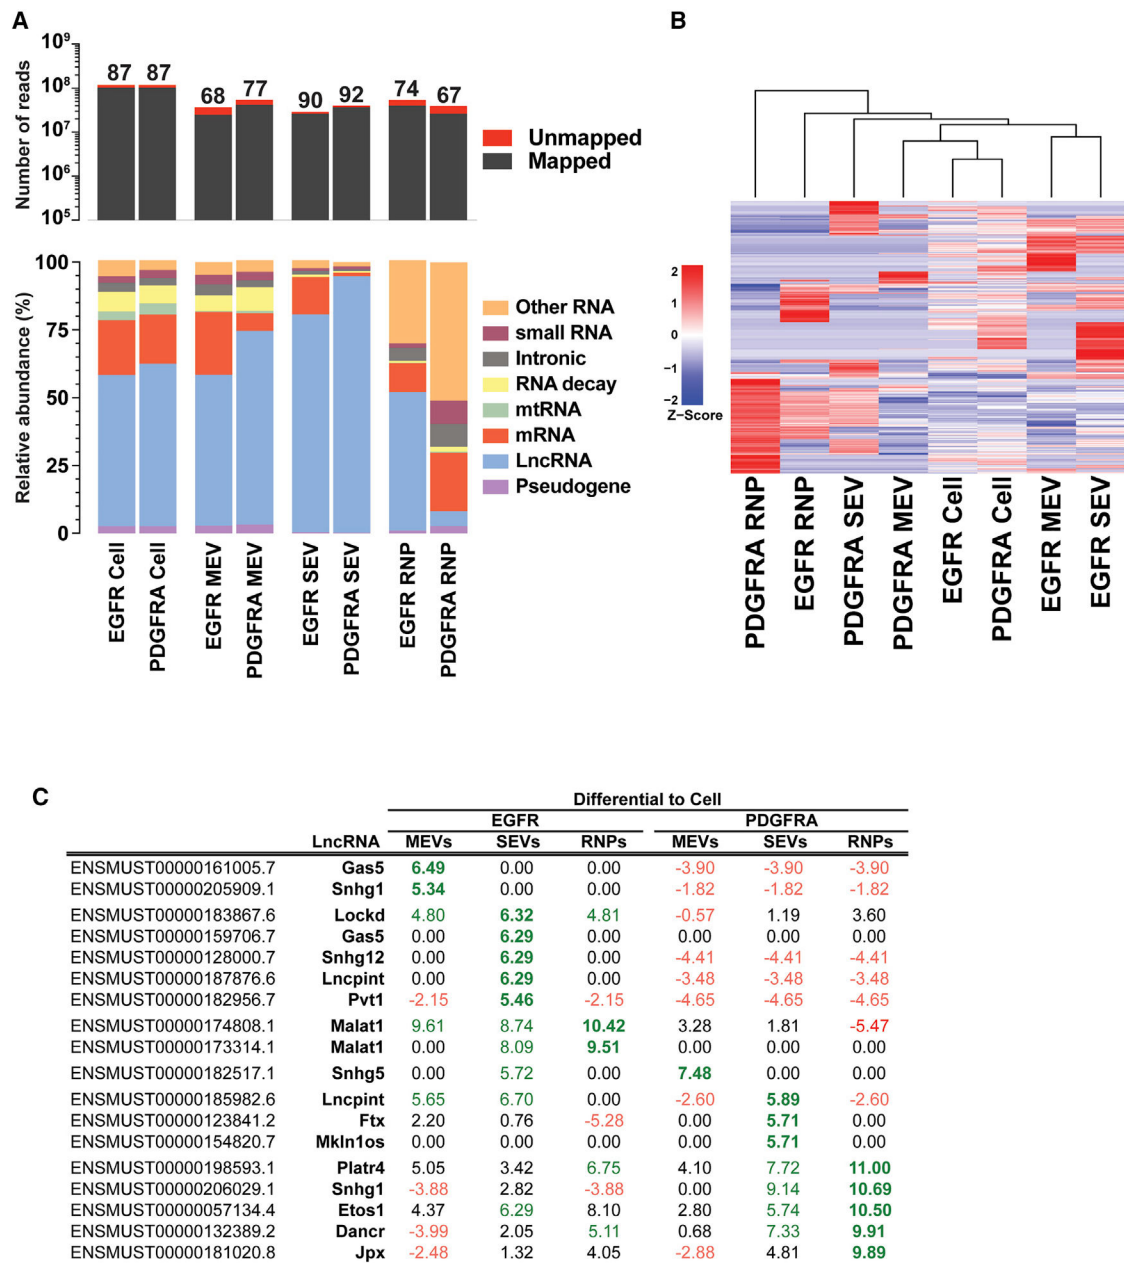 A
Number of reads
10⁹
10⁸
10⁷
10⁶
10⁵
87 87 68 77 90 92 74 67
Unmapped
Mapped
Relative abundance (%)
100
75
50
25
0
Other RNA
small RNA
Intronic
RNA decay
mtRNA
mRNA
LncRNA
Pseudogene
EGFR Cell
PDGFRA Cell
EGFR MEV
PDGFRA MEV
EGFR SEV
PDGFRA SEV
EGFR RNP
PDGFRA RNP
B
2
1
0
−1
−2
Z−Score
PDGFRA RNP
EGFR RNP
PDGFRA SEV
PDGFRA MEV
EGFR Cell
PDGFRA Cell
EGFR MEV
EGFR SEV
C
Differential to Cell
EGFR PDGFRA
LncRNA MEVs SEVs RNPs MEVs SEVs RNPs
ENSMUST00000161005.7 Gas5 6.49 0.00 0.00 -3.90 -3.90 -3.90
ENSMUST00000205909.1 Snhg1 5.34 0.00 0.00 -1.82 -1.82 -1.82
ENSMUST00000183867.6 Lockd 4.80 6.32 4.81 -0.57 1.19 3.60
ENSMUST00000159706.7 Gas5 0.00 6.29 0.00 0.00 0.00 0.00
ENSMUST00000128000.7 Snhg12 0.00 6.29 0.00 -4.41 -4.41 -4.41
ENSMUST00000187876.6 Lncpint 0.00 6.29 0.00 -3.48 -3.48 -3.48
ENSMUST00000182956.7 Pvt1 -2.15 5.46 -2.15 -4.65 -4.65 -4.65
ENSMUST00000174808.1 Malat1 9.61 8.74 10.42 3.28 1.81 -5.47
ENSMUST00000173314.1 Malat1 0.00 8.09 9.51 0.00 0.00 0.00
ENSMUST00000182517.1 Snhg5 0.00 5.72 0.00 7.48 0.00 0.00
ENSMUST00000185982.6 Lncpint 5.65 6.70 0.00 -2.60 5.89 -2.60
ENSMUST00000123841.2 Ftx 2.20 0.76 -5.28 0.00 5.71 0.00
ENSMUST00000154820.7 Mkln1os 0.00 0.00 0.00 0.00 5.71 0.00
ENSMUST00000198593.1 Platr4 5.05 3.42 6.75 4.10 7.72 11.00
ENSMUST00000206029.1 Snhg1 -3.88 2.82 -3.88 0.00 9.14 10.69
ENSMUST00000057134.4 Etos1 4.37 6.29 8.10 2.80 5.74 10.50
ENSMUST00000132389.2 Dancr -3.99 2.05 5.11 0.68 7.33 9.91
ENSMUST00000181020.8 Jpx -2.48 1.32 4.05 -2.88 4.81 9.89